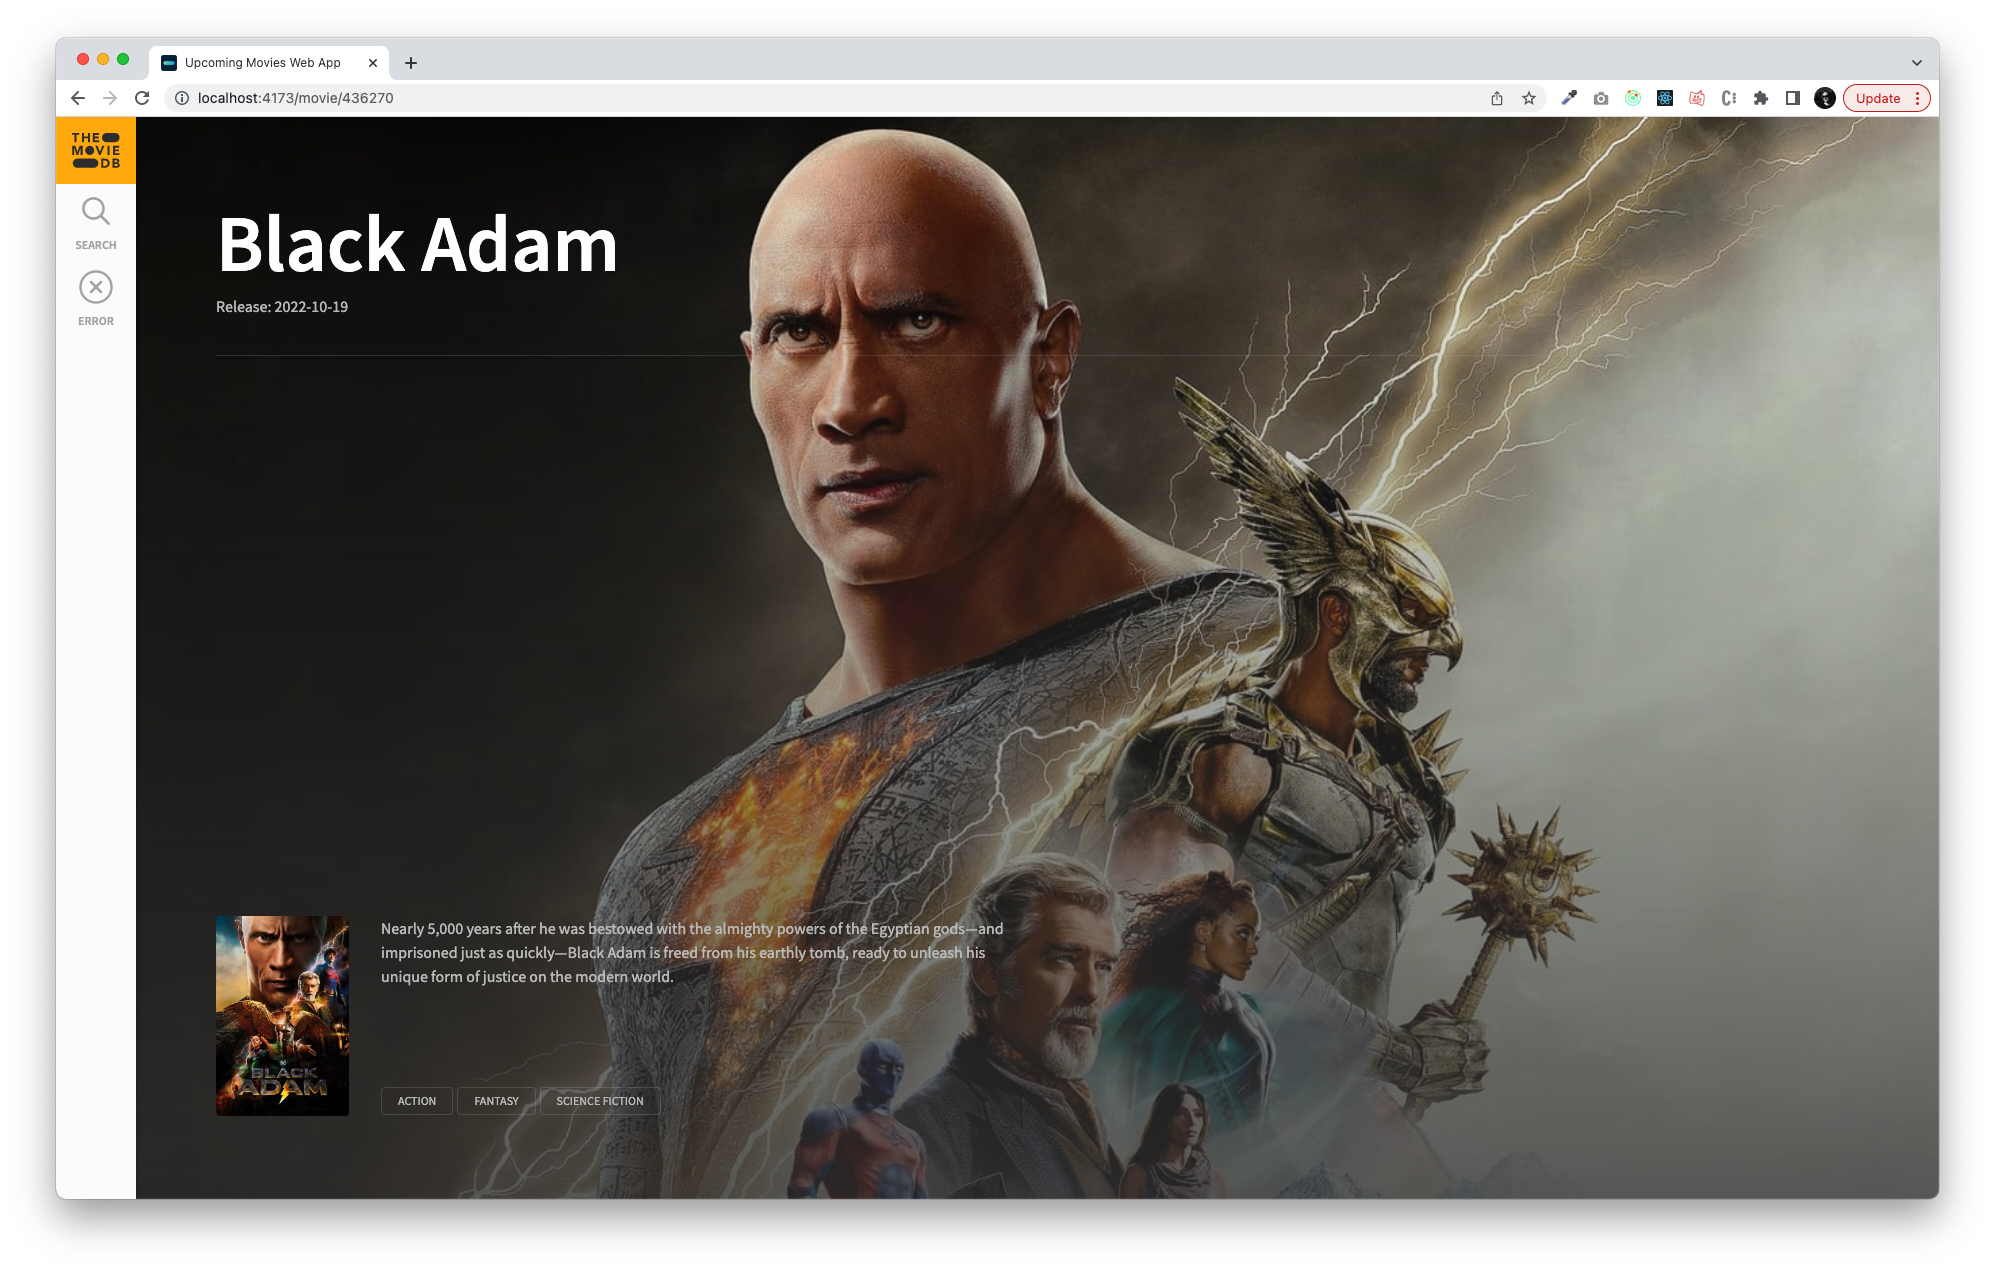 Upcoming Movies Web App
localhost:4173/movie/436270
Update
THE
MOVIE
DB
SEARCH
ERROR
Black Adam
Release: 2022-10-19
Nearly 5,000 years after he was bestowed with the almighty powers of the Egyptian gods—and
imprisoned just as quickly—Black Adam is freed from his earthly tomb, ready to unleash his
unique form of justice on the modern world.
BLACK
ADAM
ACTION
FANTASY
SCIENCE FICTION